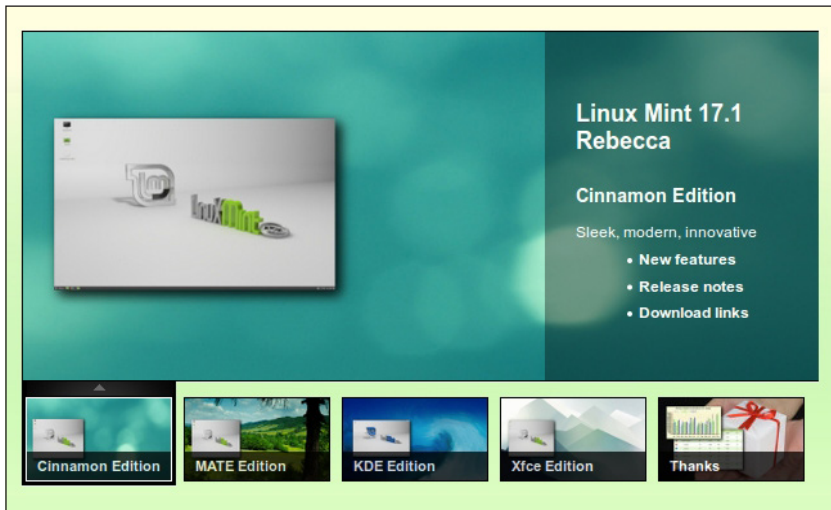 Linux Mint 17.1
Rebecca
Cinnamon Edition
Sleek, modern, innovative
• New features
• Release notes
• Download links
LinuxMint
Cinnamon Edition
MATE Edition
KDE Edition
Xfce Edition
Thanks